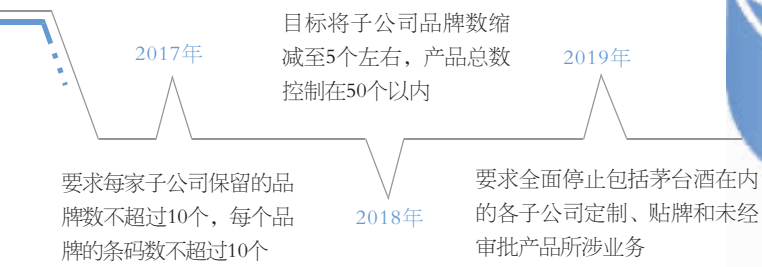 2017年
要求每家子公司保留的品
牌数不超过10个，每个品
牌的条码数不超过10个
目标将子公司品牌数缩
减至5个左右，产品总数
控制在50个以内
2018年
2019年
要求全面停止包括茅台酒在内
的各子公司定制、贴牌和未经
审批产品所涉业务